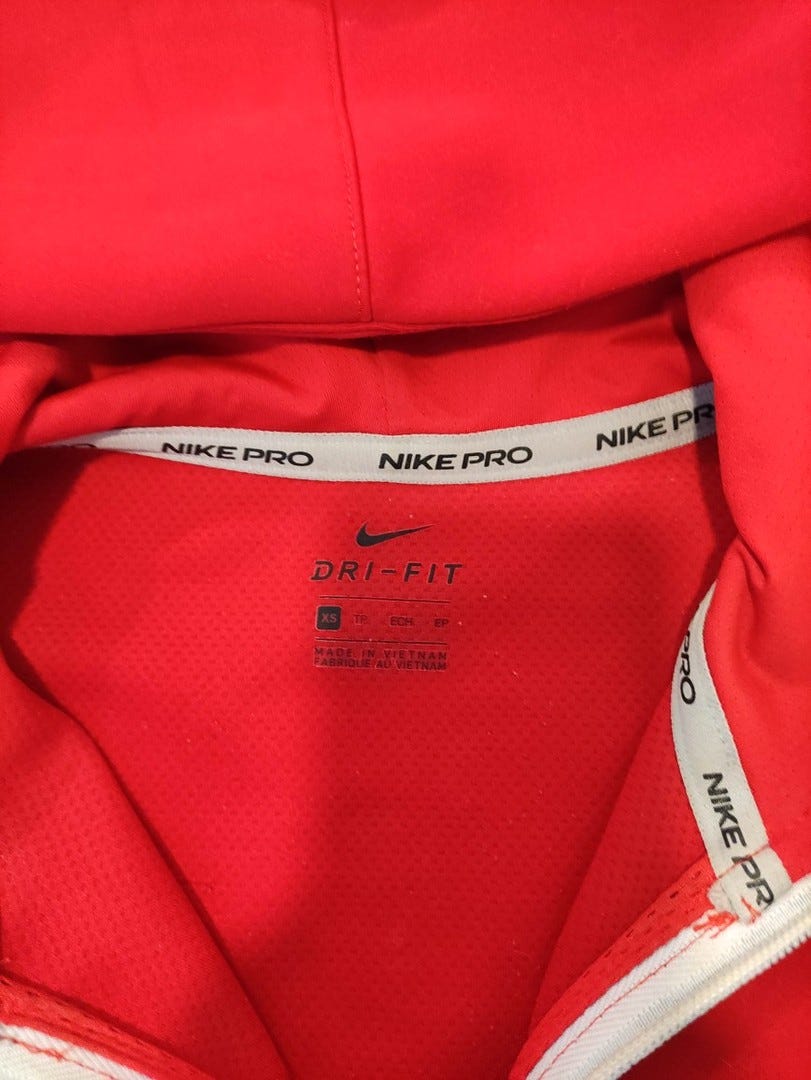 NIKE PRO
NIKE PRO
NIKE PR
DRI-FIT
XS TP ECH EP
MADE IN VIETNAM
FABRIQUE AU VIETNAM
PRO
NIKE PR